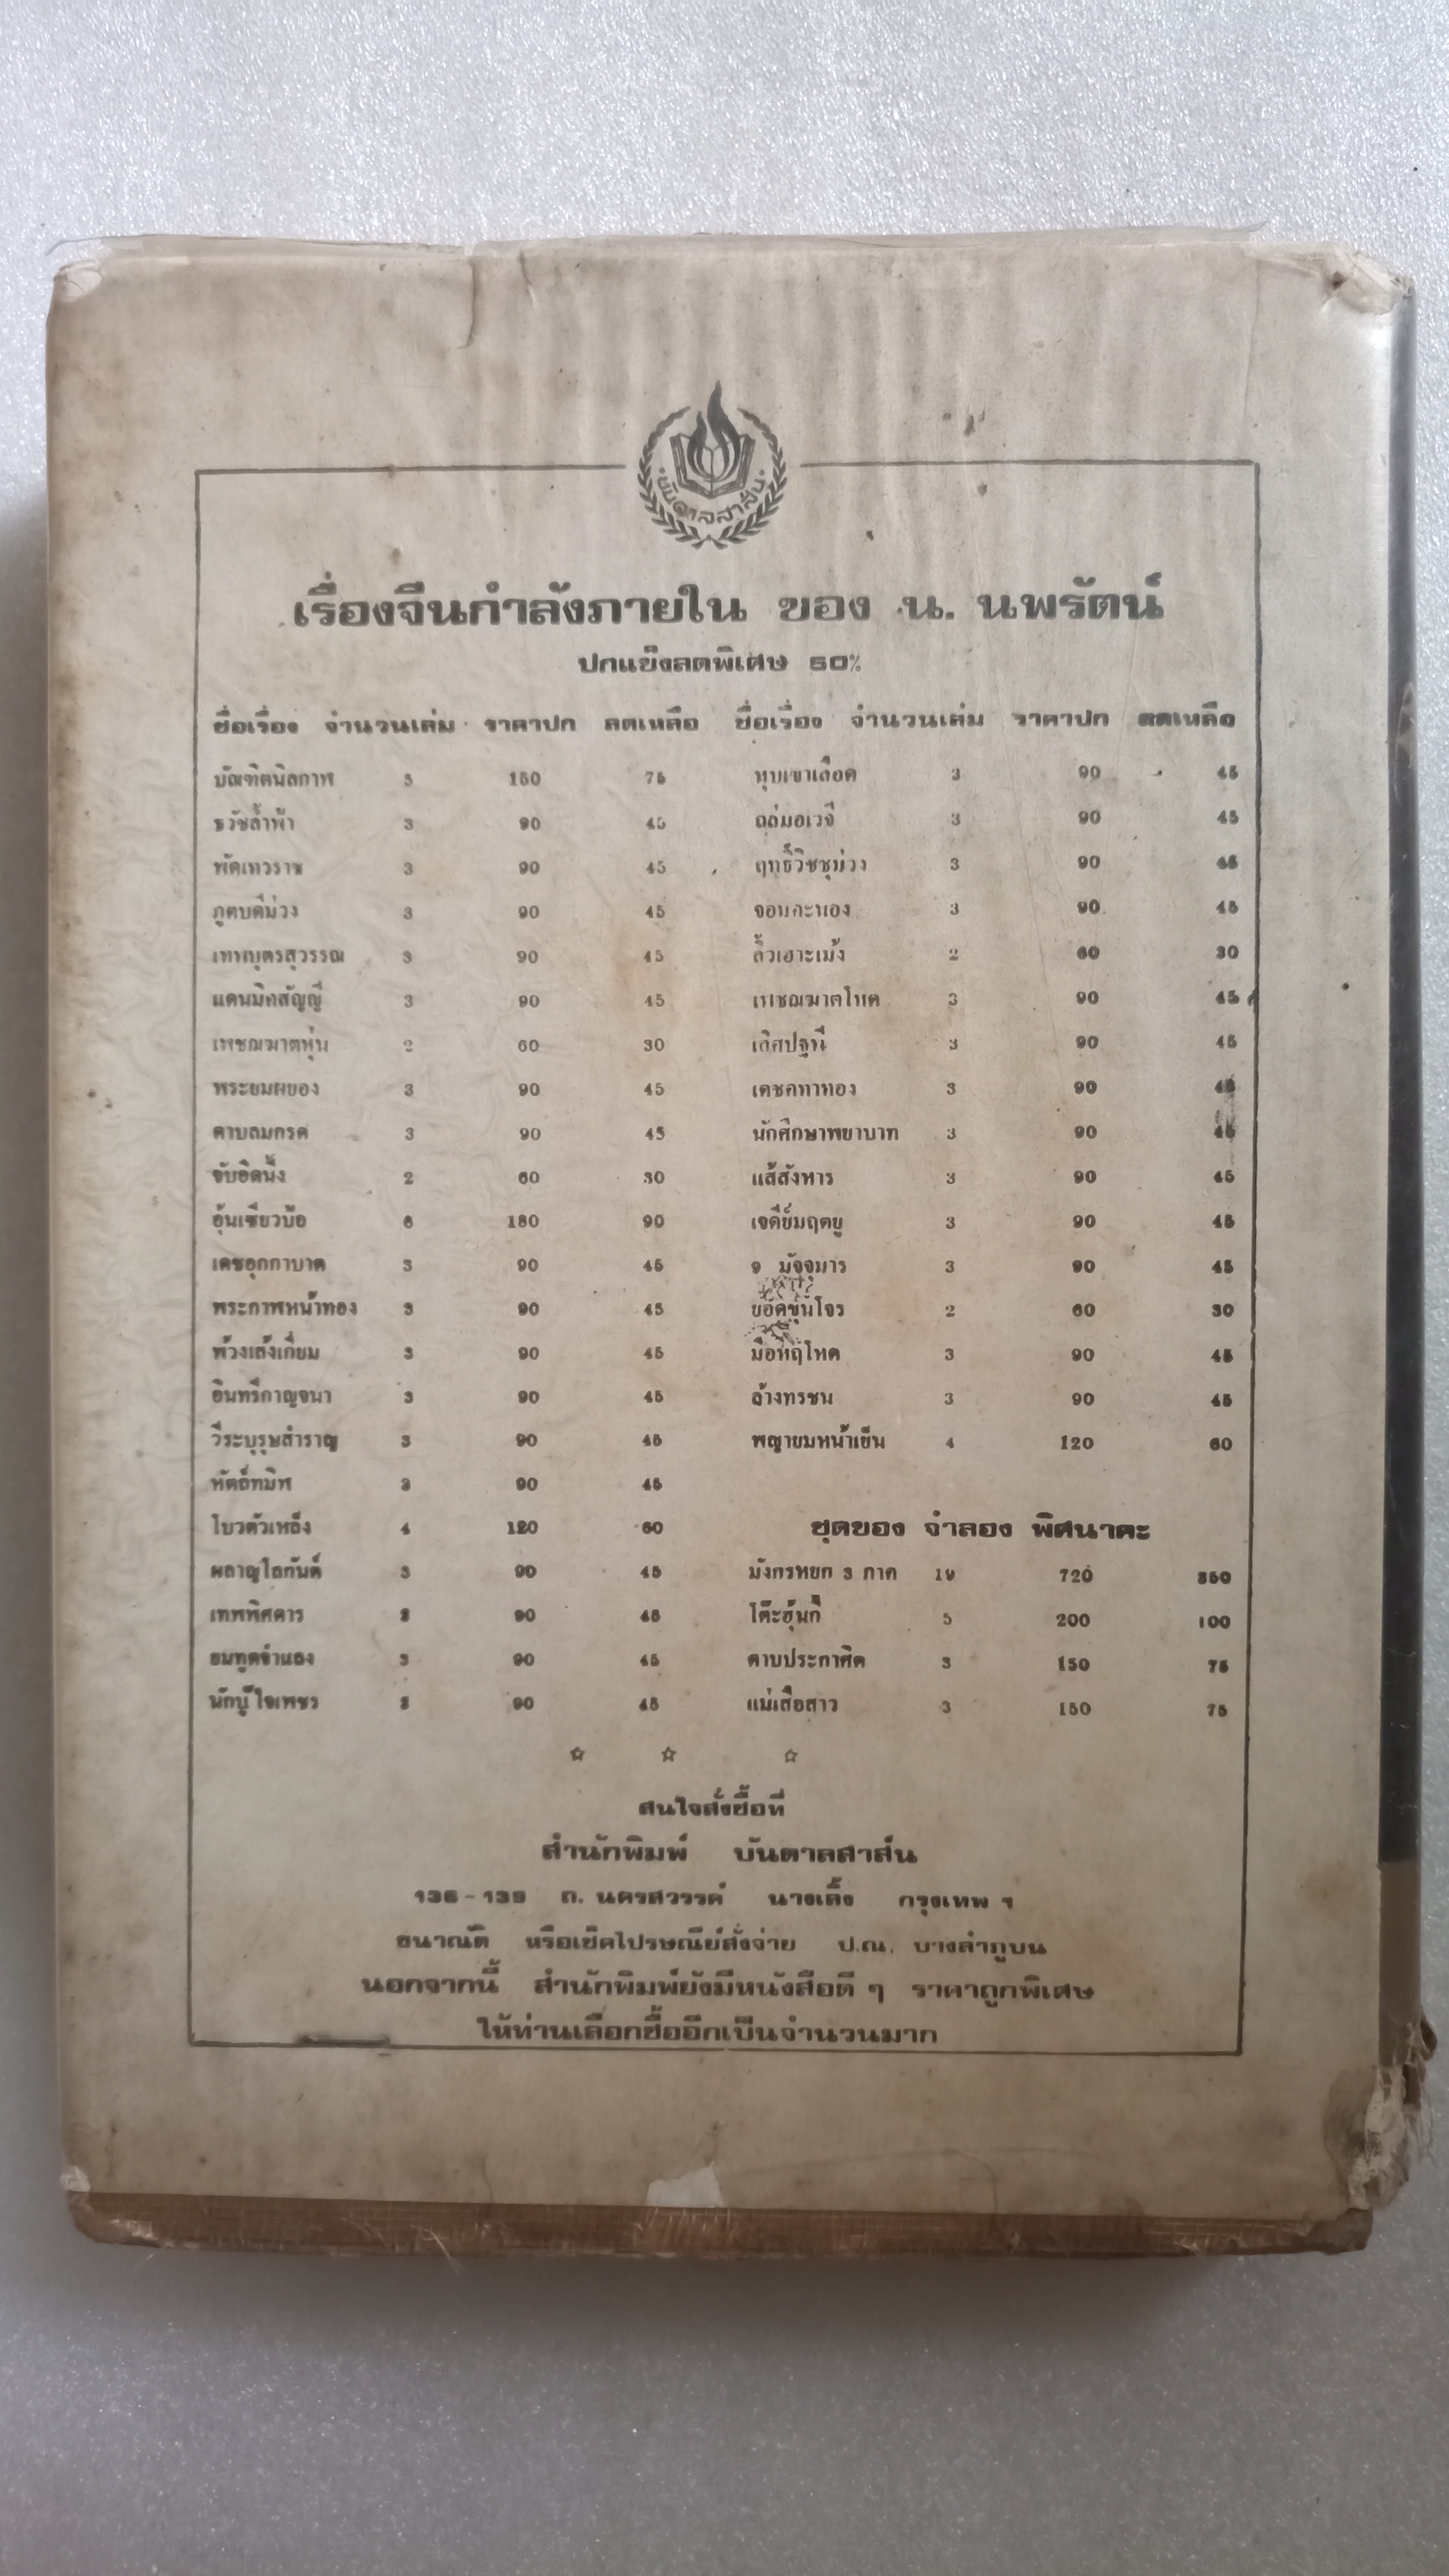 บันดาลสาส์น
เรื่องจีนกำลังภายใน ของ น. นพรัตน์
ปกแข็งลดพิเศษ 50%
ชื่อเรื่อง จำนวนเล่ม ราคาปก ลดเหลือ ชื่อเรื่อง จำนวนเล่ม ราคาปก ลดเหลือ
บัณฑิตนิลกาฬ 5 150 75 หุบเขาเลือด 3 90 45
ธวัชล้ำฟ้า 3 90 45 ถล่มอเวจี 3 90 45
พัดเทวราช 3 90 45 ฤทธิ์วิชชุม่วง 3 90 45
ภูตบดีม่วง 3 90 45 จอมคะนอง 3 90 45
เทพบุตรสุวรรณ 3 90 45 ลิ้วเฮาะเม้ง 2 60 30
แดนมิคสัญญี 3 90 45 เพชฌฆาตโหด 3 90 45
เพชฌฆาตหุ่น 2 60 30 เลิศปฐพี 3 90 45
พระยมผยอง 3 90 45 เดชคทาทอง 3 90 45
ดาบลมกรด 3 90 45 นักศึกษาพยาบาท 3 90 45
จับอิดนึ้ง 2 60 30 แส้สังหาร 3 90 45
อุ้นเซียวป้อ 6 180 90 เจดีย์มฤตยู 3 90 45
เดชอุกกาบาต 3 90 45 ๑ มัจจุมาร 3 90 45
พระกาฬหน้าทอง 3 90 45 ยอดขุนโจร 2 60 30
พ้วงเล้งเกี่ยม 3 90 45 มือที่ฤโหด 3 90 45
อินทรีกาญจนา 3 90 45 ล้างทรชน 3 90 45
วีระบุรุษสำราญ 3 90 45 พญายมหน้าเย็น 4 120 60
หัตถ์ทมิฬ 3 90 45
โบวตัวเหล็ง 4 120 60 ชุดของ จำลอง พิศนาคะ
ผลาญโลกันต์ 3 90 45 มังกรหยก 3 ภาค 19 720 350
เทพพิศดาร 3 90 45 โต๊ะฮุ้นกี่ 5 200 100
ยมทูตจำแลง 3 90 45 ดาบประกาศิต 3 150 75
นักบู๊ใจเพชร 3 90 45 แม่เสือสาว 3 150 75
สนใจสั่งซื้อที่
สำนักพิมพ์ บันดาลสาส์น
136-139 ถ. นครสวรรค์ นางเลิ้ง กรุงเทพ ฯ
ธนาณัติ หรือเช็คไปรษณีย์สั่งจ่าย ป.ณ. บางลำภูบน
นอกจากนี้ สำนักพิมพ์ยังมีหนังสือดี ๆ ราคาถูกพิเศษ
ให้ท่านเลือกซื้ออีกเป็นจำนวนมาก